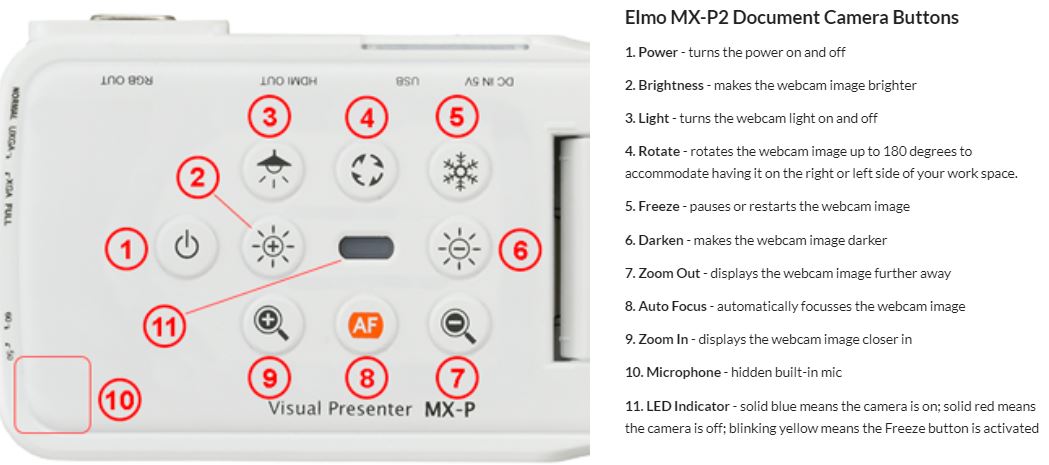 RGB OUT
HDMI OUT
USB
DC IN 5V
NORMAL UXGA
XGA FULL
3
4
5
2
1
6
11
AF
60
50
10
9
8
7
Visual Presenter MX-P
Elmo MX-P2 Document Camera Buttons
1. Power - turns the power on and off
2. Brightness - makes the webcam image brighter
3. Light - turns the webcam light on and off
4. Rotate - rotates the webcam image up to 180 degrees to
accommodate having it on the right or left side of your work space.
5. Freeze - pauses or restarts the webcam image
6. Darken - makes the webcam image darker
7. Zoom Out - displays the webcam image further away
8. Auto Focus - automatically focusses the webcam image
9. Zoom In - displays the webcam image closer in
10. Microphone - hidden built-in mic
11. LED Indicator - solid blue means the camera is on; solid red means
the camera is off; blinking yellow means the Freeze button is activated